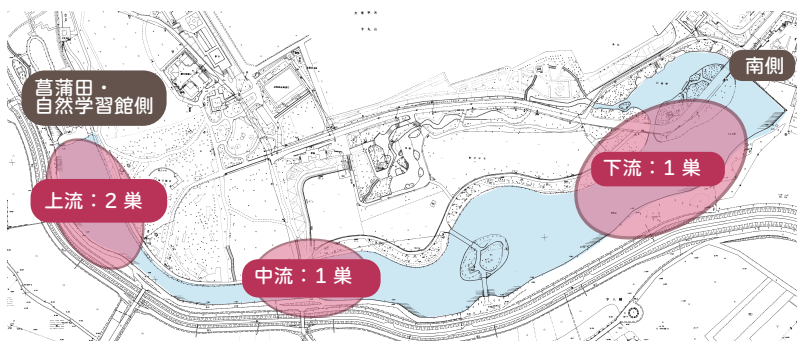 菖蒲田・
自然学習館側
南側
上流：2 巣
下流：1 巣
中流：1 巣